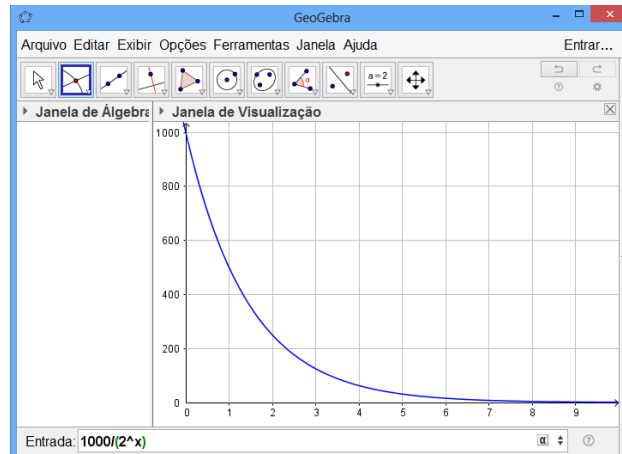 GeoGebra
Arquivo Editar Exibir Opções Ferramentas Janela Ajuda Entrar...
a=2
Janela de Álgebra Janela de Visualização
1000
800
600
400
200
0
0 1 2 3 4 5 6 7 8 9
Entrada: 1000/(2^x) α